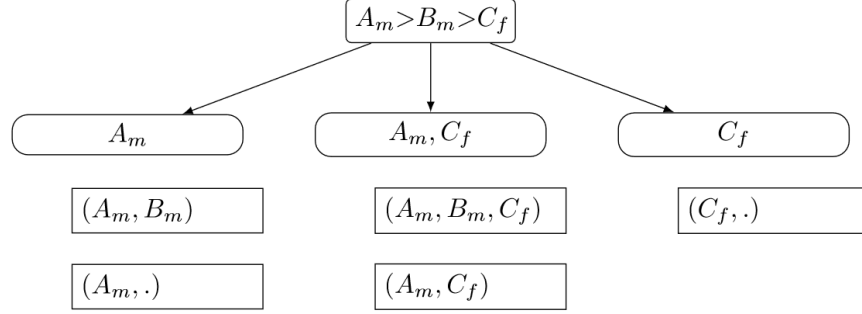 A_m>B_m>C_f
A_m
A_m, C_f
C_f
(A_m, B_m)
(A_m, B_m, C_f)
(C_f, .)
(A_m, .)
(A_m, C_f)